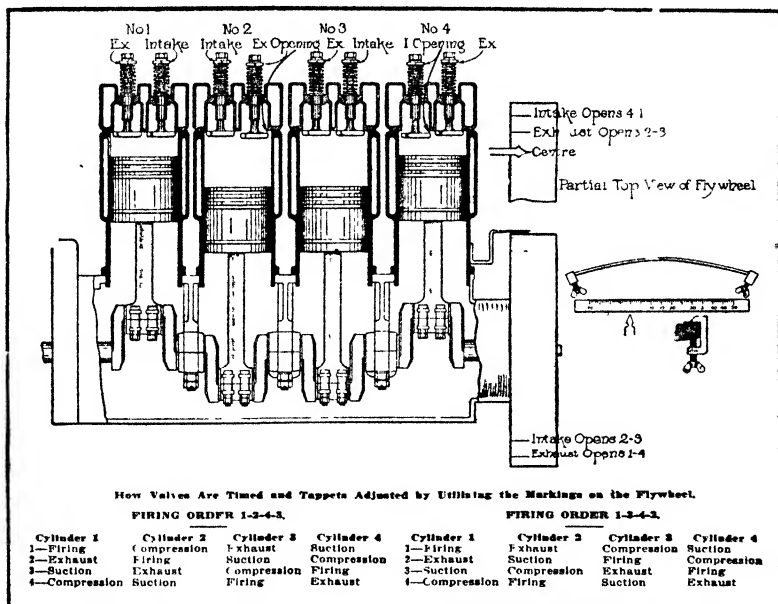 No 1 No 2 No 3 No 4
Ex Intake Intake Ex Opening Ex Intake I Opening Ex
Intake Opens 4 1
Exhaust Opens 2-3
Centre
Partial Top View of Flywheel
Intake Opens 2-3
Exhaust Opens 1-4
How Valves Are Timed and Tappets Adjusted by Utilizing the Markings on the Flywheel.
FIRING ORDER 1-2-4-3.
Cylinder 1 Cylinder 2 Cylinder 3 Cylinder 4
1—Firing Compression Exhaust Suction
2—Exhaust Firing Suction Compression
3—Suction Exhaust Compression Firing
4—Compression Suction Firing Exhaust
FIRING ORDER 1-3-4-2.
Cylinder 1 Cylinder 2 Cylinder 3 Cylinder 4
1—Firing Exhaust Compression Suction
2—Exhaust Suction Firing Compression
3—Suction Compression Exhaust Firing
4—Compression Firing Suction Exhaust